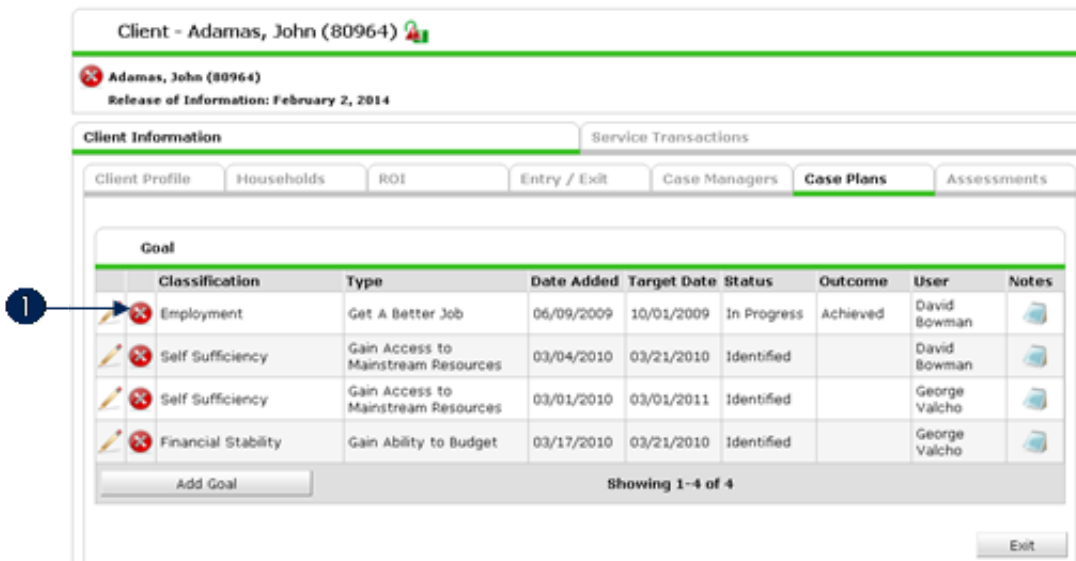 Client - Adamas, John (80964)
Adamas, John (80964)
Release of Information: February 2, 2014
Client Information Service Transactions
Client Profile Households ROI Entry / Exit Case Managers Case Plans Assessments
Goal
Classification Type Date Added Target Date Status Outcome User Notes
1 Employment Get A Better Job 06/09/2009 10/01/2009 In Progress Achieved David Bowman
Self Sufficiency Gain Access to Mainstream Resources 03/04/2010 03/21/2010 Identified David Bowman
Self Sufficiency Gain Access to Mainstream Resources 03/01/2010 03/01/2011 Identified George Valcho
Financial Stability Gain Ability to Budget 03/17/2010 03/21/2010 Identified George Valcho
Add Goal Showing 1-4 of 4
Exit